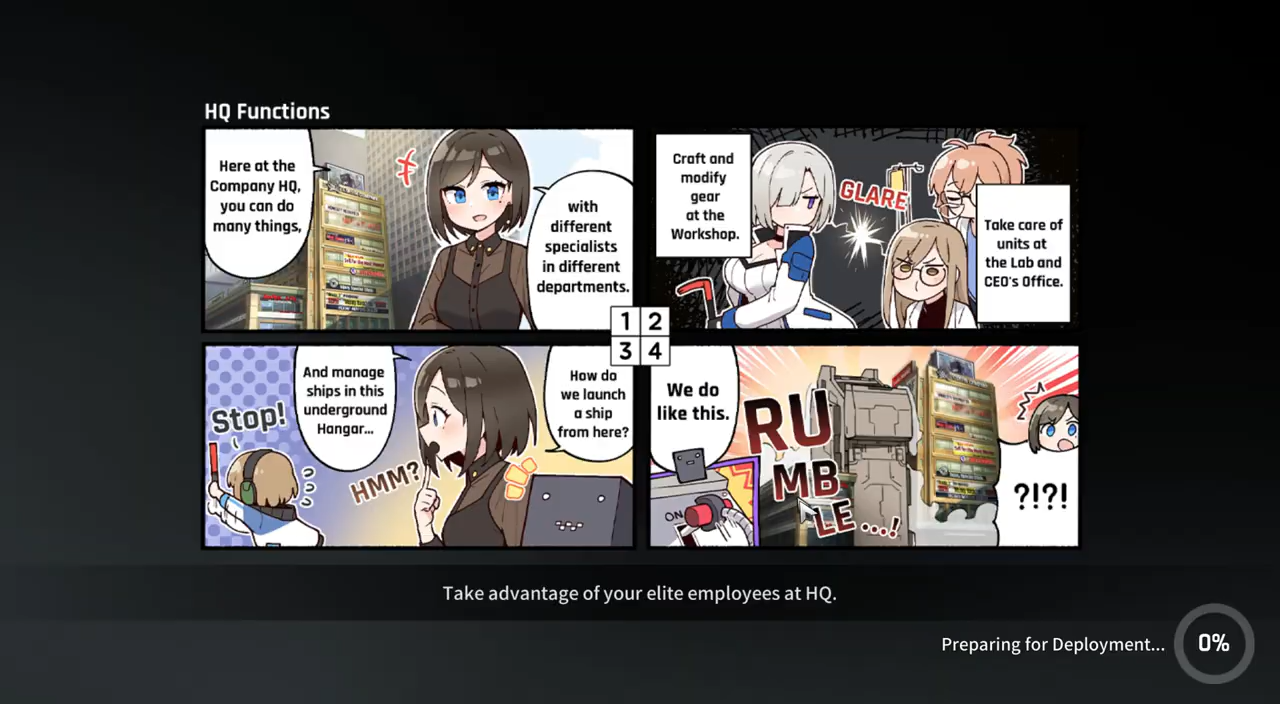 HQ Functions
Here at the
Company HQ,
you can do
many things,
with
different
specialists
in different
departments.
Craft and
modify
gear
at the
Workshop.
GLARE
Take care of
units at
the Lab and
CEO's Office.
1 2
3 4
Stop!
And manage
ships in this
underground
Hangar...
HMM?
How do
we launch
a ship
from here?
We do
like this.
ON
RU
MB
LE...!
?!?!
Take advantage of your elite employees at HQ.
Preparing for Deployment...
0%